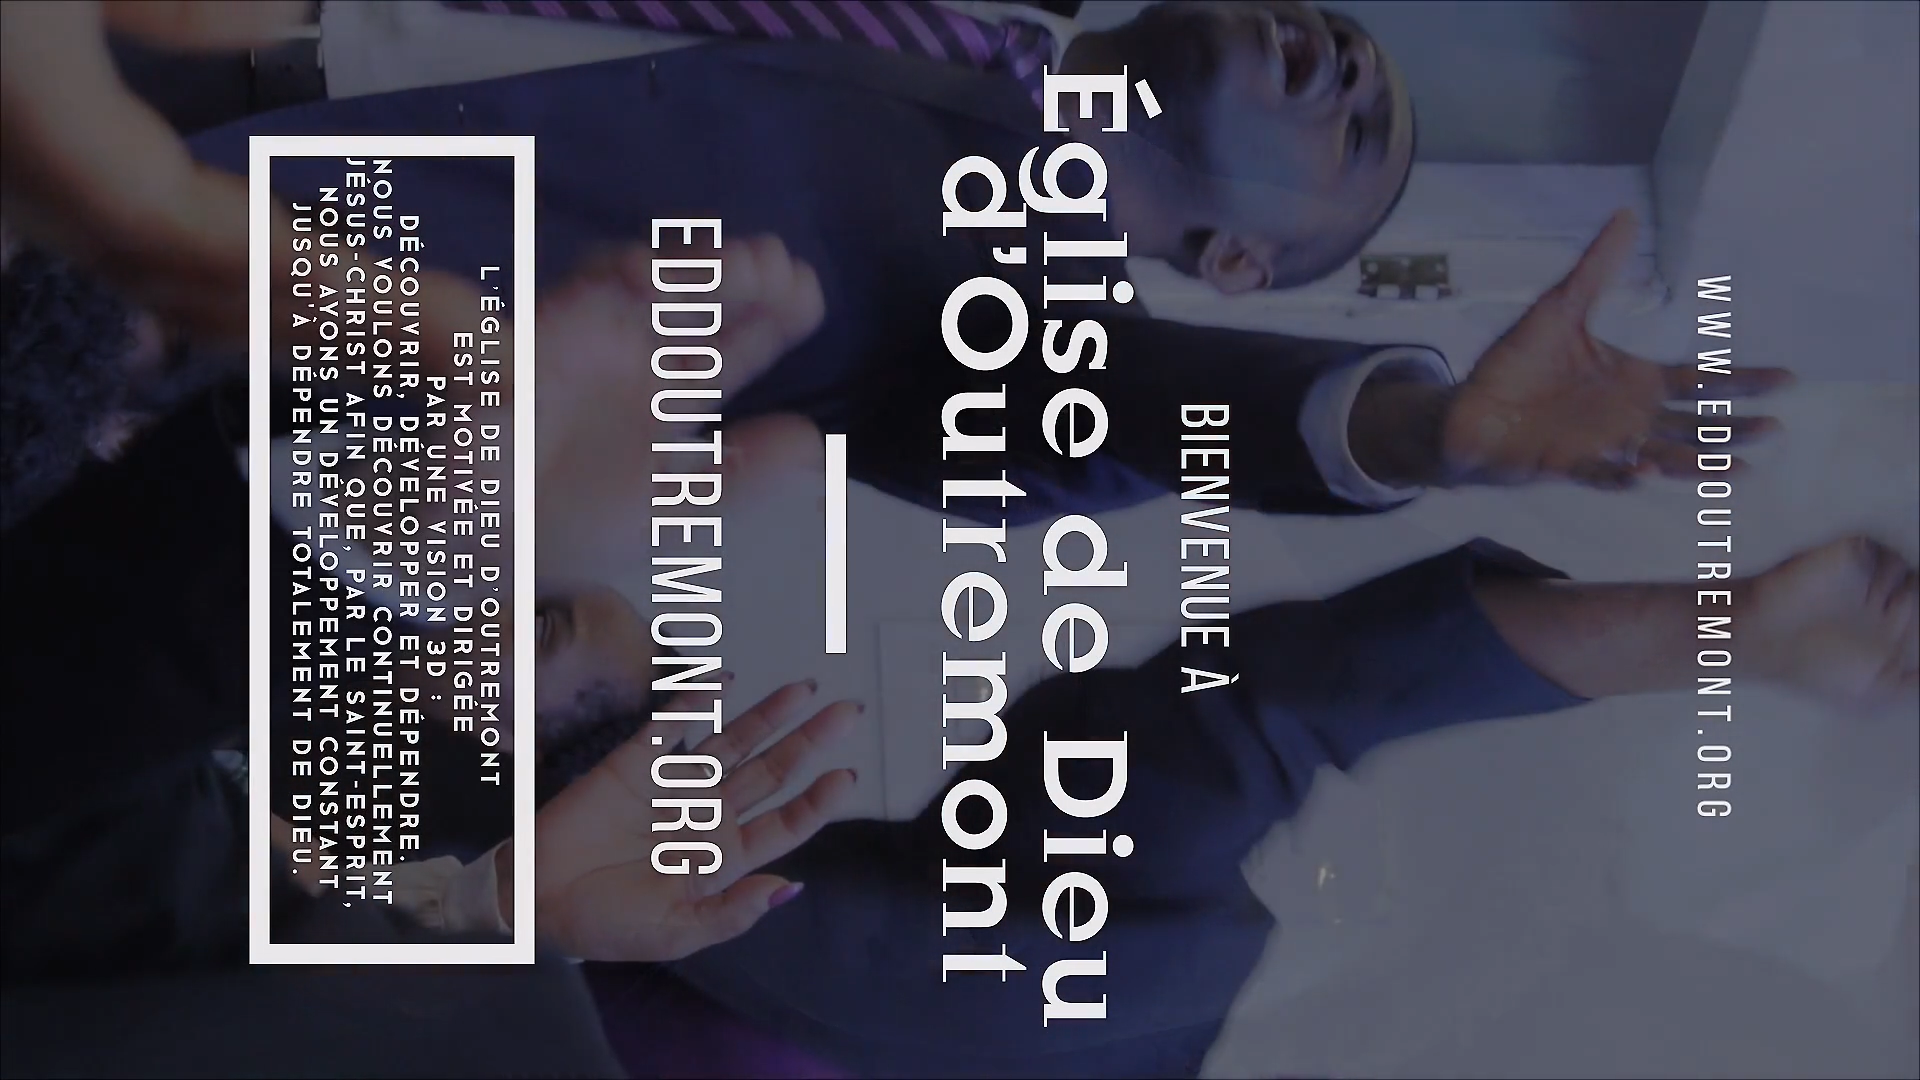 WWW.EDDOUTREMONT.ORG
BIENVENUE À
Église de Dieu
d'Outremont
EDDOUTREMONT.ORG
L'ÉGLISE DE DIEU D'OUTREMONT
EST MOTIVÉE ET DIRIGÉE
PAR UNE VISION 3D :
DÉCOUVRIR, DÉVELOPPER ET DÉPENDRE.
NOUS VOULONS DÉCOUVRIR CONTINUELLEMENT
JÉSUS-CHRIST AFIN QUE, PAR LE SAINT-ESPRIT,
NOUS AYONS UN DÉVELOPPEMENT CONSTANT
JUSQU'À DÉPENDRE TOTALEMENT DE DIEU.